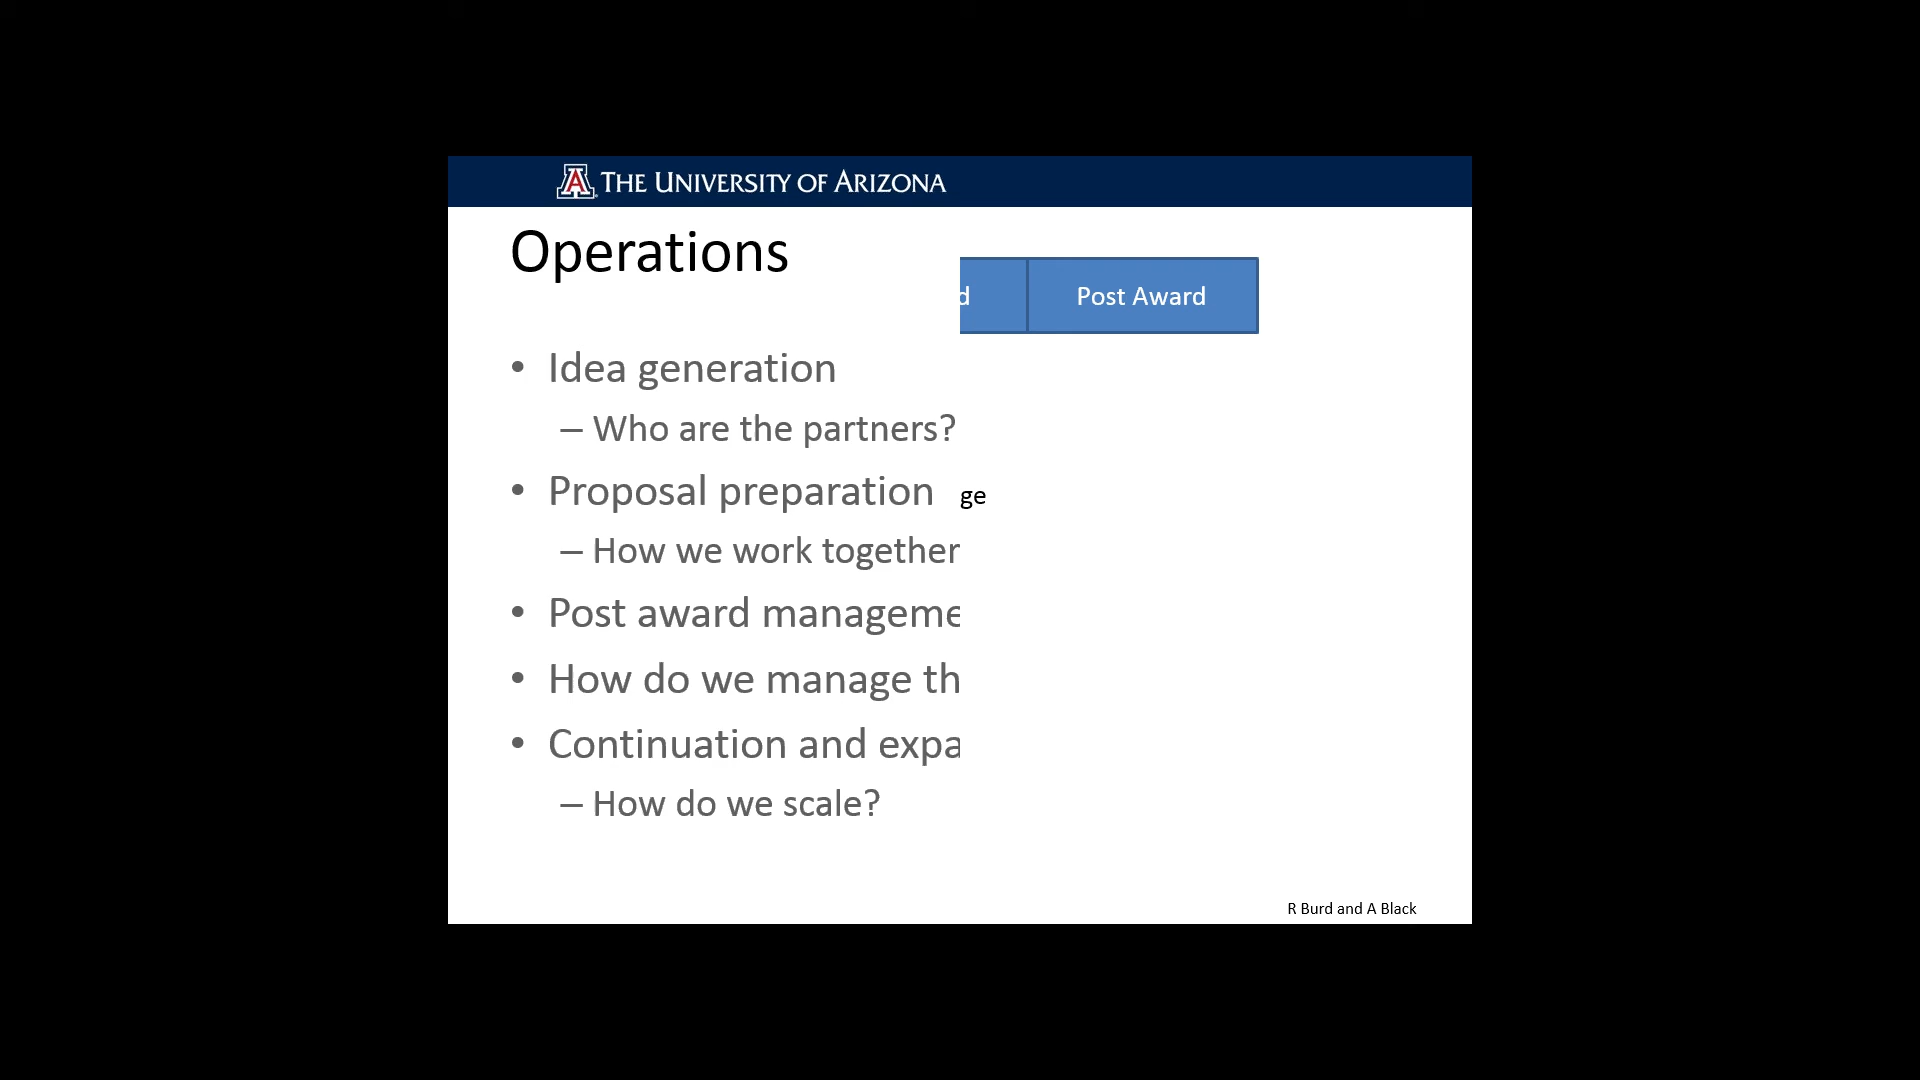 THE UNIVERSITY OF ARIZONA
Operations
d
Post Award
• Idea generation
– Who are the partners?
• Proposal preparation
ge
– How we work together
• Post award manageme
• How do we manage th
• Continuation and expa
– How do we scale?
R Burd and A Black